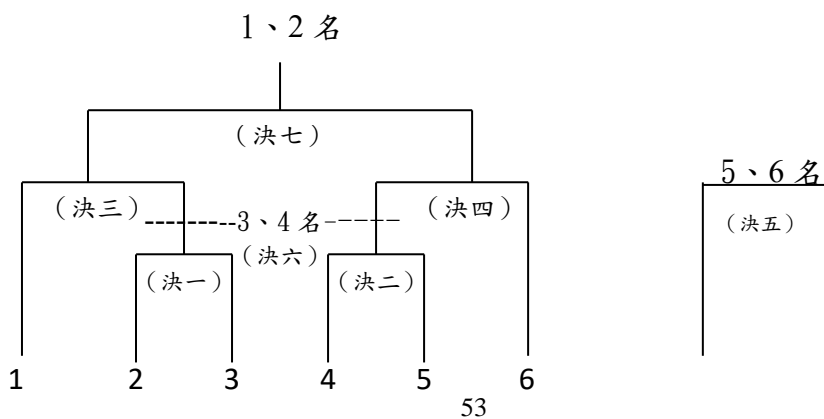 1、2 名
（決七）
5、6 名
（決三） 3、4 名 （決四） （決五）
（決一） （決六） （決二）
1 2 3 4 5 6
53